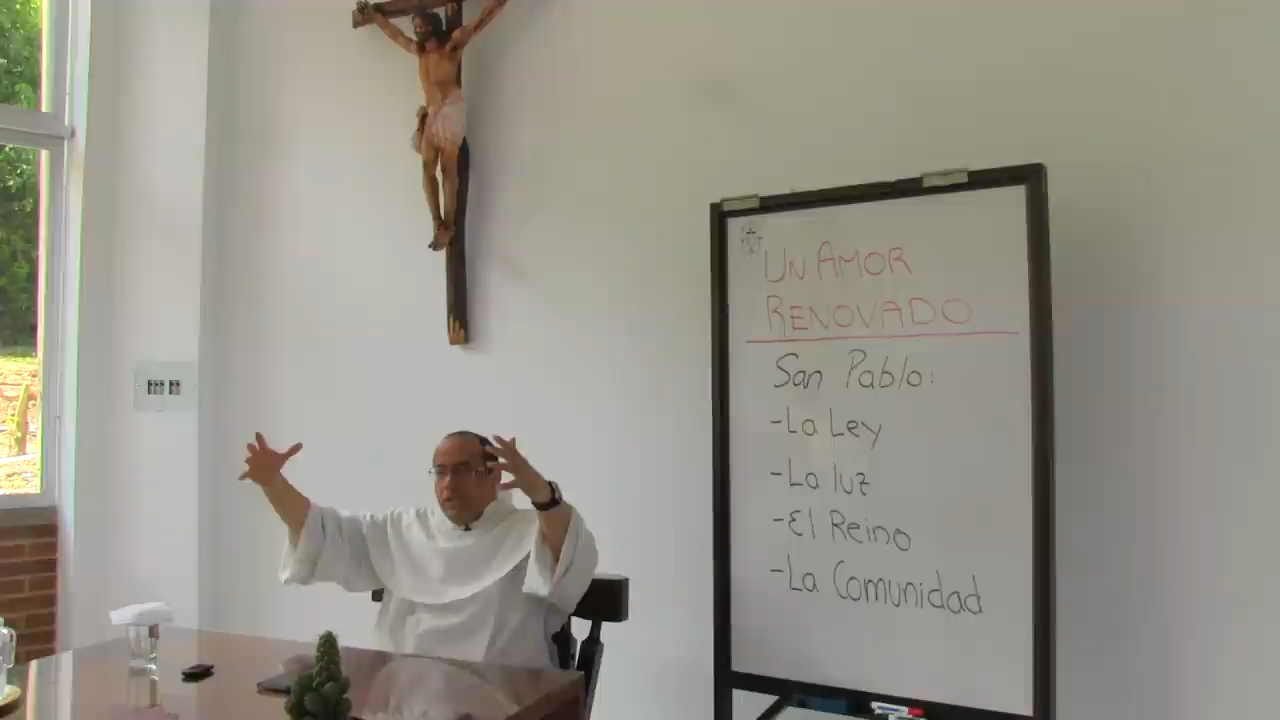 UN AMOR
RENOVADO
San Pablo:
-La Ley
-La luz
-El Reino
-La Comunidad